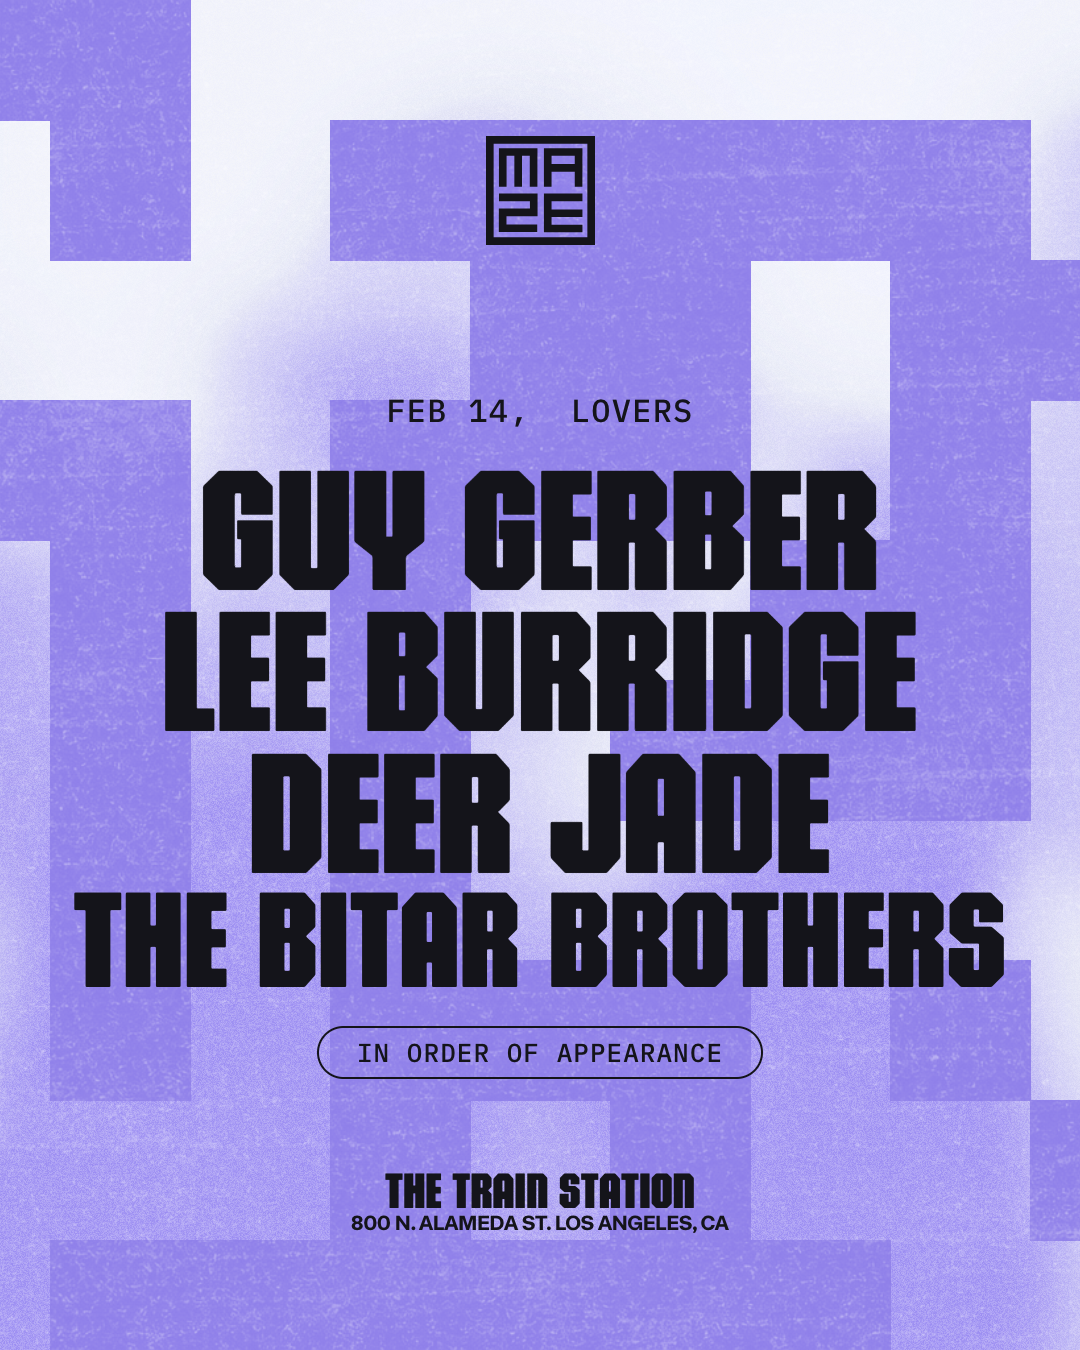 MA
ZE
FEB 14, LOVERS
GUY GERBER
LEE BURRIDGE
DEER JADE
THE BITAR BROTHERS
IN ORDER OF APPEARANCE
THE TRAIN STATION
800 N. ALAMEDA ST. LOS ANGELES, CA